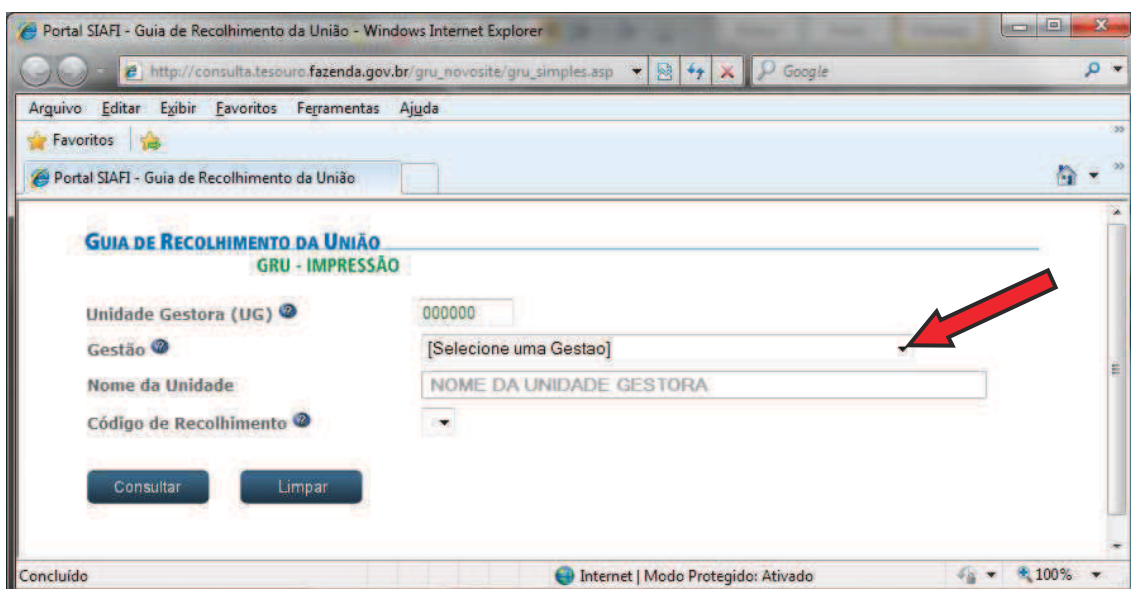 Portal SIAFI - Guia de Recolhimento da União - Windows Internet Explorer
http://consulta.tesouro.fazenda.gov.br/gru_novosite/gru_simples.asp Google
Arquivo Editar Exibir Favoritos Ferramentas Ajuda
Favoritos
Portal SIAFI - Guia de Recolhimento da União
GUIA DE RECOLHIMENTO DA UNIÃO
GRU - IMPRESSÃO
Unidade Gestora (UG) 000000
Gestão [Selecione uma Gestao]
Nome da Unidade NOME DA UNIDADE GESTORA
Código de Recolhimento
Consultar Limpar
Concluído Internet | Modo Protegido: Ativado 100%